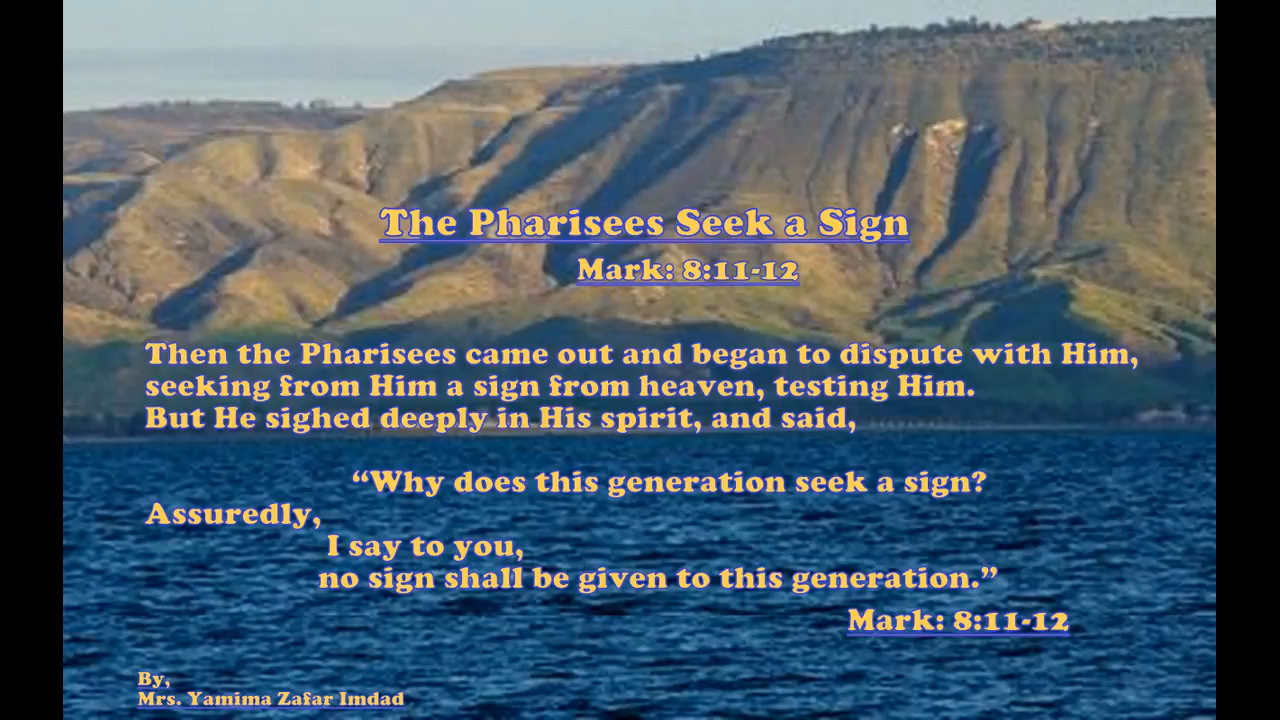 The Pharisees Seek a Sign
Mark: 8:11-12
Then the Pharisees came out and began to dispute with Him,
seeking from Him a sign from heaven, testing Him.
But He sighed deeply in His spirit, and said,
“Why does this generation seek a sign?
Assuredly,
I say to you,
no sign shall be given to this generation.”
Mark: 8:11-12
By,
Mrs. Yamima Zafar Imdad